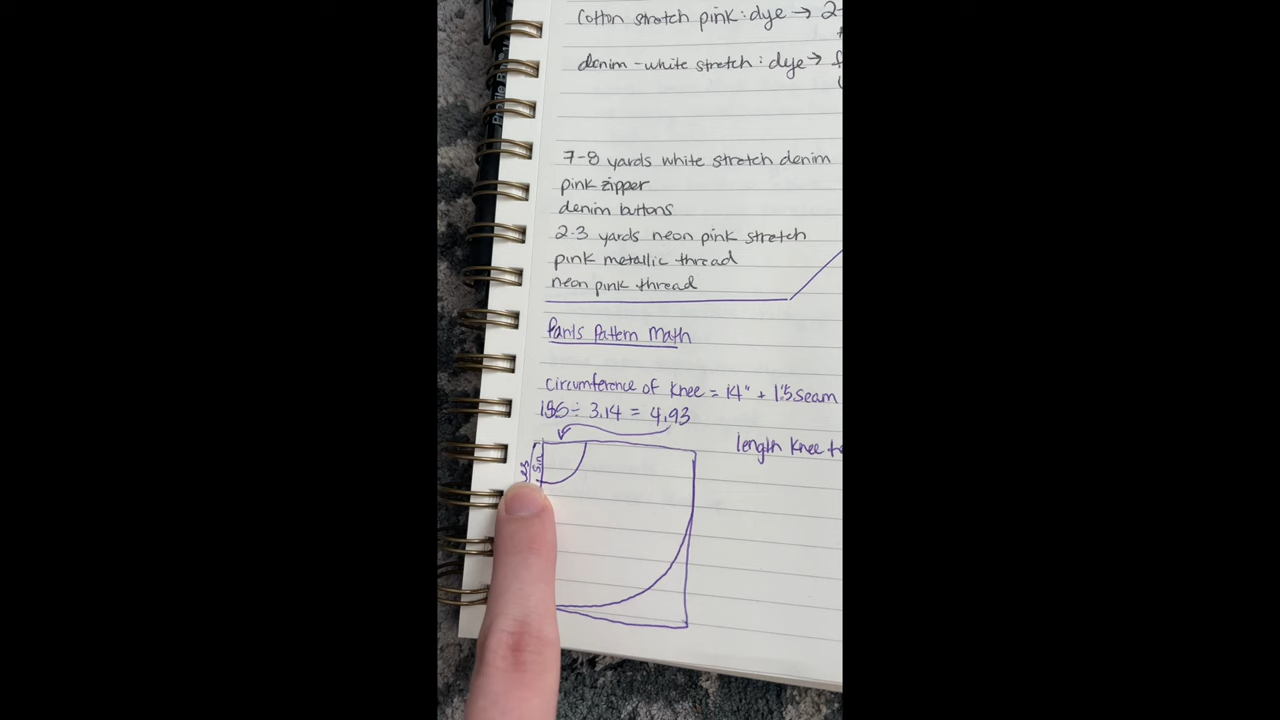 Cotton stretch pink: dye → 2-
denim - white stretch: dye →
7-8 yards white stretch denim
pink zipper
denim buttons
2-3 yards neon pink stretch
pink metallic thread
neon pink thread
Pants Pattern Math
circumference of knee = 14" + 1.5 seam
÷ 3.14 = 4.93
length knee
5in